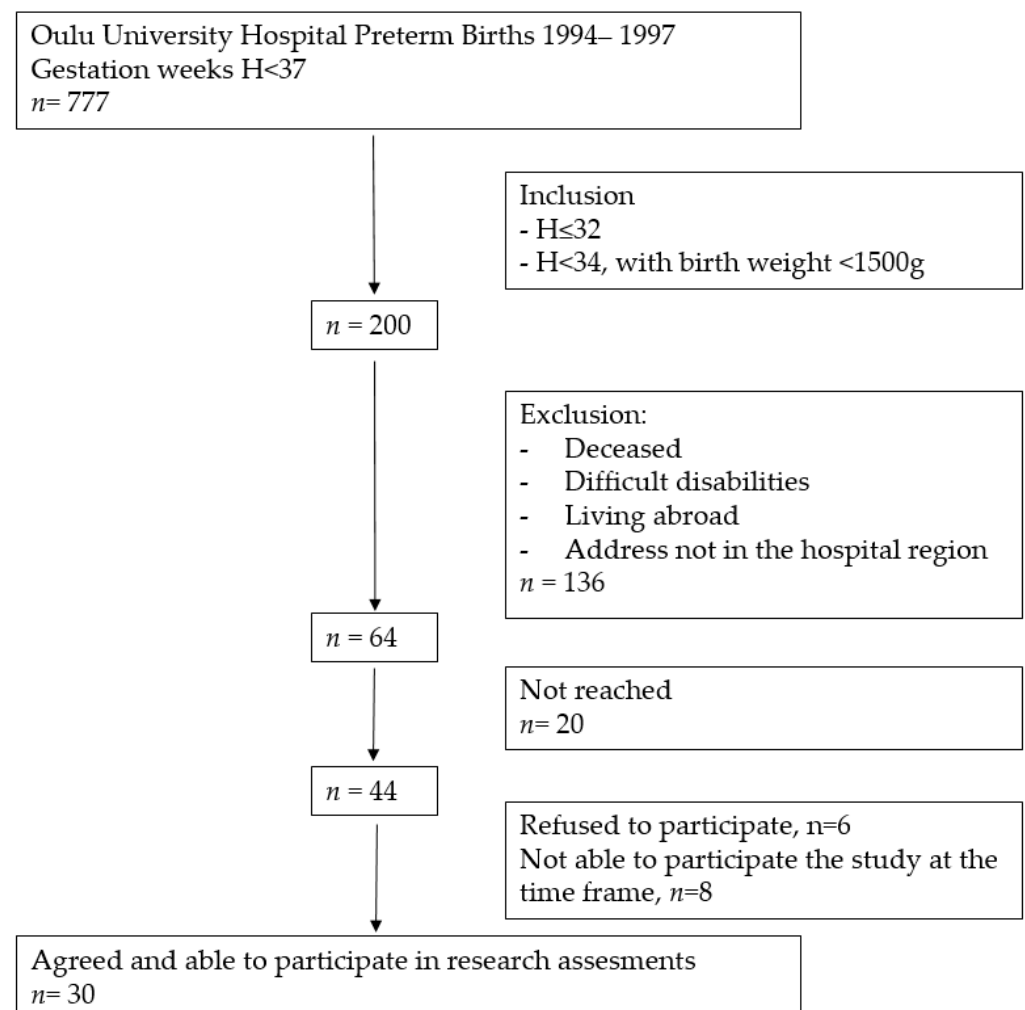 Oulu University Hospital Preterm Births 1994– 1997
Gestation weeks H<37
n= 777
Inclusion
- H≤32
- H<34, with birth weight <1500g
n = 200
Exclusion:
- Deceased
- Difficult disabilities
- Living abroad
- Address not in the hospital region
n = 136
n = 64
Not reached
n= 20
n = 44
Refused to participate, n=6
Not able to participate the study at the
time frame, n=8
Agreed and able to participate in research assesments
n= 30